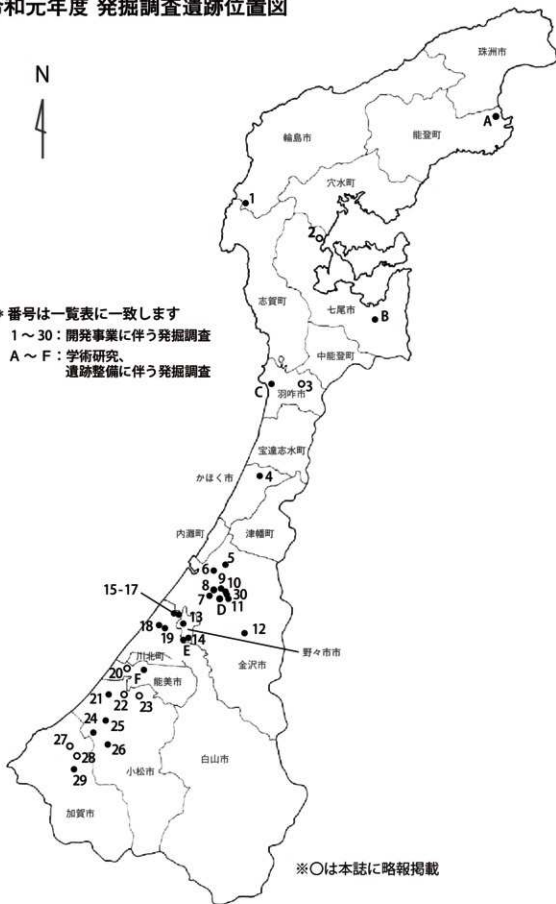 令和元年度 発掘調査遺跡位置図
N
珠洲市
A
能登町
輪島市
穴水町
1
2
志賀町
七尾市
B
＊番号は一覧表に一致します
1～30：開発事業に伴う発掘調査
A～F：学術研究、
遺跡整備に伴う発掘調査
中能登町
C
3
羽咋市
宝達志水町
かほく市
4
内灘町
津幡町
5
6
9
8
10
30
7
D
11
15-17
13
18
19
14
E
12
野々市市
金沢市
川北町
20
F
能美市
21
22
23
24
25
白山市
27
26
28
小松市
29
加賀市
※○は本誌に略報掲載